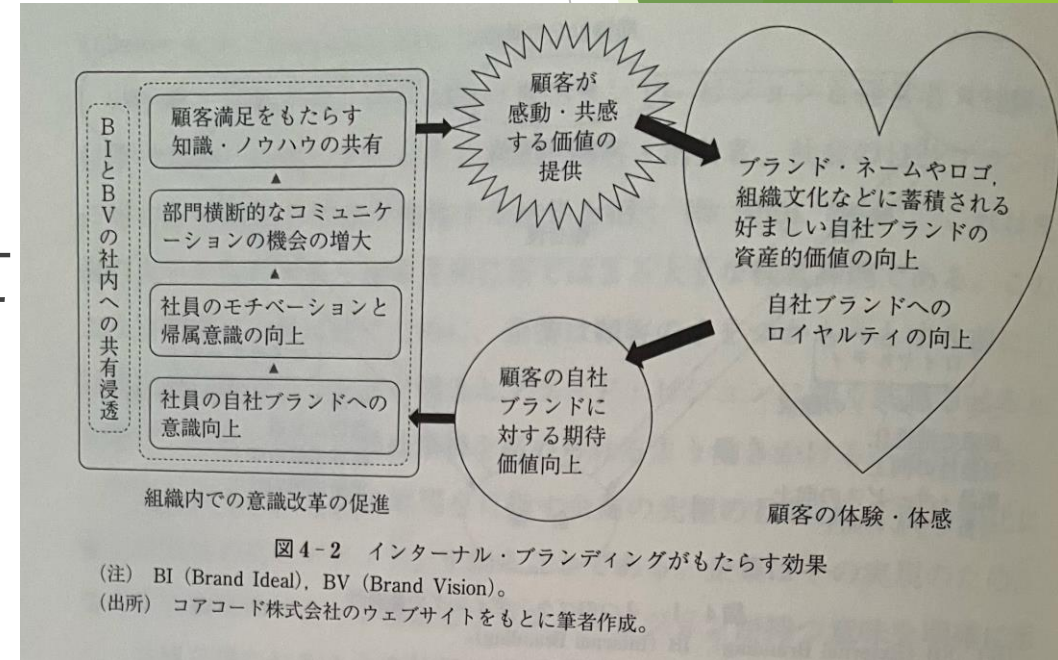 BIとBVの社内への共有浸透
顧客満足をもたらす
知識・ノウハウの共有
部門横断的なコミュニケ
ーションの機会の増大
社員のモチベーションと
帰属意識の向上
社員の自社ブランドへの
意識向上
組織内での意識改革の促進
顧客が
感動・共感
する価値の
提供
ブランド・ネームやロゴ,
組織文化などに蓄積される
好ましい自社ブランドの
資産的価値の向上
自社ブランドへの
ロイヤルティの向上
顧客の体験・体感
顧客の自社
ブランドに
対する期待
価値向上
図4-2 インターナル・ブランディングがもたらす効果
(注) BI (Brand Ideal), BV (Brand Vision)。
(出所) コアコード株式会社のウェブサイトをもとに筆者作成。